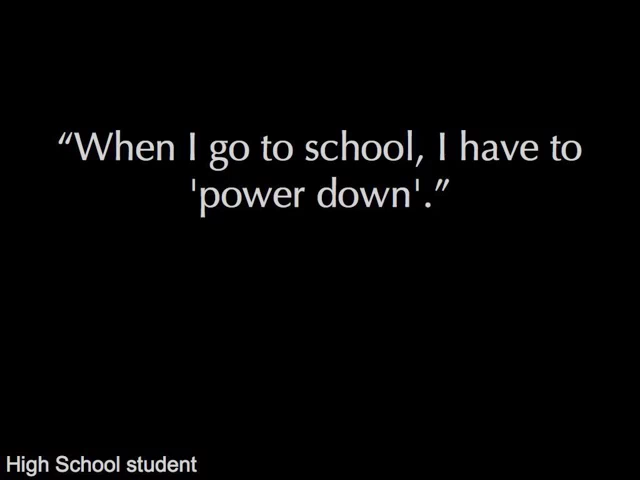 “When I go to school, I have to
'power down'.”
High School student